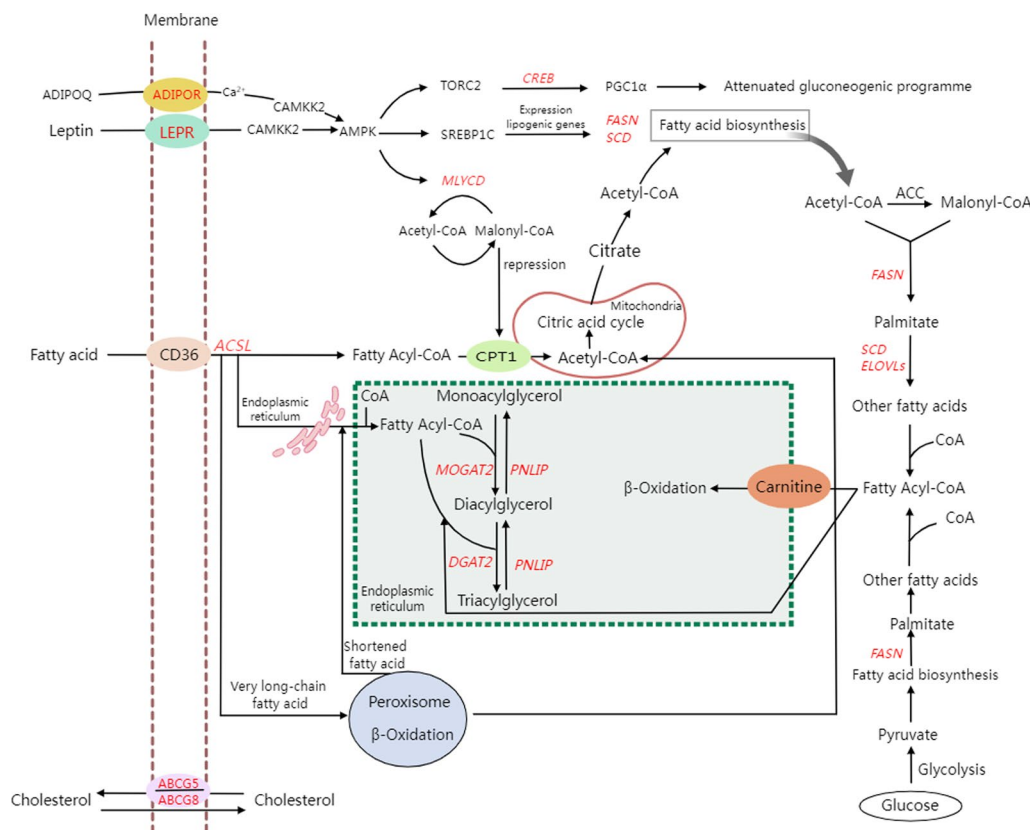 Membrane
ADIPOQ
ADIPOR
Ca²⁺
CAMKK2
Leptin
LEPR
CAMKK2
AMPK
TORC2
CREB
PGC1α
Attenuated gluconeogenic programme
SREBP1C
Expression
lipogenic genes
FASN
SCD
Fatty acid biosynthesis
MLYCD
Acetyl-CoA
Malonyl-CoA
repression
Acetyl-CoA
Citrate
Mitochondria
Citric acid cycle
Acetyl-CoA
Acetyl-CoA
ACC
Malonyl-CoA
FASN
Palmitate
SCD
ELOVLs
Other fatty acids
CoA
Fatty Acyl-CoA
CoA
Other fatty acids
Palmitate
FASN
Fatty acid biosynthesis
Pyruvate
Glycolysis
Glucose
Fatty acid
CD36
ACSL
Fatty Acyl-CoA
CPT1
Endoplasmic
reticulum
CoA
Monoacylglycerol
Fatty Acyl-CoA
MOGAT2
PNLIP
Diacylglycerol
β-Oxidation
Carnitine
DGAT2
PNLIP
Endoplasmic
reticulum
Triacylglycerol
Shortened
fatty acid
Very long-chain
fatty acid
Peroxisome
β-Oxidation
Cholesterol
ABCG5
ABCG8
Cholesterol